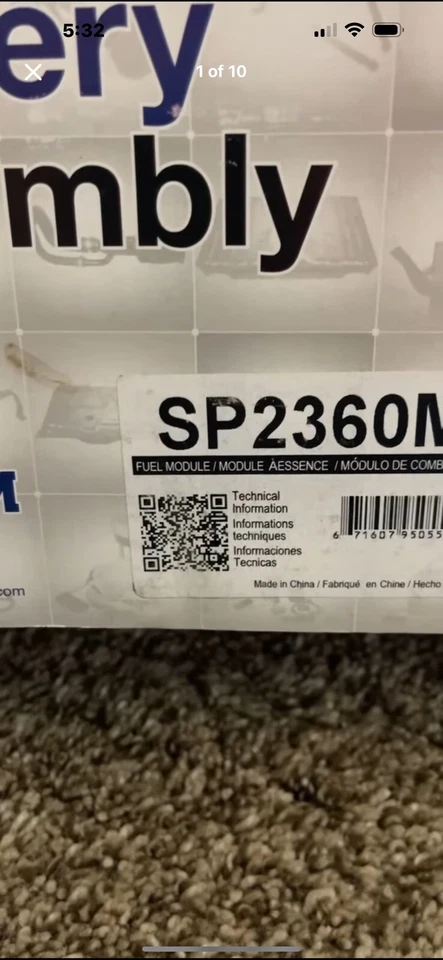 5:32
1 of 10
ery
mbly
SP2360M
FUEL MODULE / MODULE ÀESSENCE / MÓDULO DE COMB
Technical
Information
Informations
techniques
Informaciones
Tecnicas
6 71607 95055
M
com
Made in China / Fabriqué en Chine / Hecho